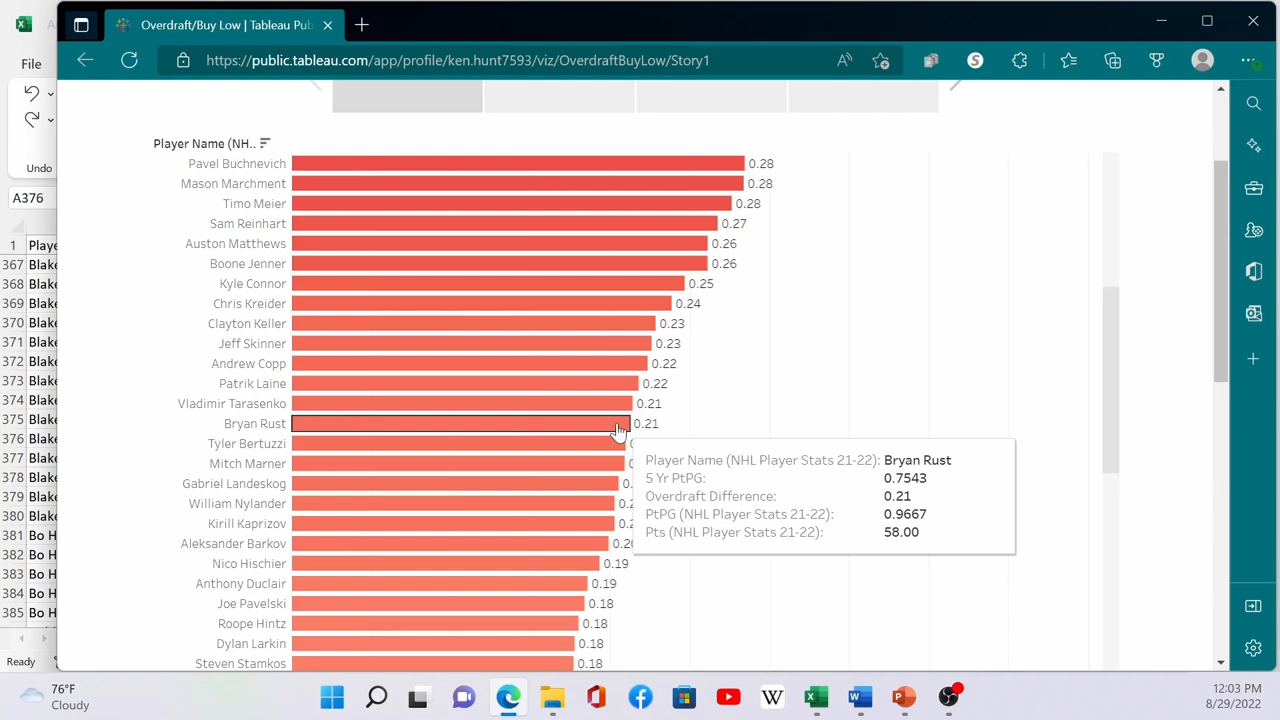 Overdraft/Buy Low | Tableau Pub
File
https://public.tableau.com/app/profile/ken.hunt7593/viz/OverdraftBuyLow/Story1
Undo
A376
Player Name (NH..
Pavel Buchnevich 0.28
Mason Marchment 0.28
Timo Meier 0.28
Sam Reinhart 0.27
1 Playe
Auston Matthews 0.26
367 Blake
Boone Jenner 0.26
368 Blake
Kyle Connor 0.25
369 Blake
Chris Kreider 0.24
370 Blake
Clayton Keller 0.23
371 Blake
Jeff Skinner 0.23
372 Blake
Andrew Copp 0.22
373 Blake
Patrik Laine 0.22
374 Blake
Vladimir Tarasenko 0.21
375 Blake
Bryan Rust 0.21
376 Blake
Tyler Bertuzzi
377 Blake
Mitch Marner
378 Blake
Gabriel Landeskog
379 Blake
William Nylander
380 Blake
Kirill Kaprizov
381 Bo H
Aleksander Barkov
382 Bo H
Nico Hischier 0.19
383 Bo H
Anthony Duclair 0.19
384 Bo H
Joe Pavelski 0.18
385 Bo H
Roope Hintz 0.18
Dylan Larkin 0.18
Steven Stamkos 0.18
Player Name (NHL Player Stats 21-22): Bryan Rust
5 Yr PtPG: 0.7543
Overdraft Difference: 0.21
PtPG (NHL Player Stats 21-22): 0.9667
Pts (NHL Player Stats 21-22): 58.00
Ready
76°F
Cloudy
W
12:03 PM
8/29/2022